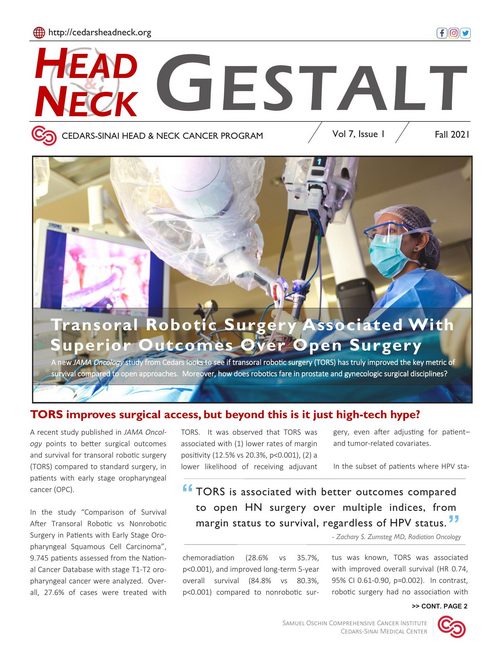 http://cedarsheadneck.org
HEAD
&
NECK
GESTALT
CEDARS-SINAI HEAD & NECK CANCER PROGRAM
Vol 7, Issue 1
Fall 2021
Transoral Robotic Surgery Associated With
Superior Outcomes Over Open Surgery
A new JAMA Oncology study from Cedars looks to see if transoral robotic surgery (TORS) has truly improved the key metric of
survival compared to open approaches. Moreover, how does robotics fare in prostate and gynecologic surgical disciplines?
TORS improves surgical access, but beyond this is it just high-tech hype?
A recent study published in JAMA Oncol-
ogy points to better surgical outcomes
and survival for transoral robotic surgery
(TORS) compared to standard surgery, in
patients with early stage oropharyngeal
cancer (OPC).
In the study “Comparison of Survival
After Transoral Robotic vs Nonrobotic
Surgery in Patients with Early Stage Oro-
pharyngeal Squamous Cell Carcinoma”,
9.745 patients assessed from the Nation-
al Cancer Database with stage T1-T2 oro-
pharyngeal cancer were analyzed. Over-
all, 27.6% of cases were treated with
TORS. It was observed that TORS was
associated with (1) lower rates of margin
positivity (12.5% vs 20.3%, p<0.001), (2) a
lower likelihood of receiving adjuvant
gery, even after adjusting for patient–
and tumor-related covariates.
In the subset of patients where HPV sta-
“ TORS is associated with better outcomes compared
to open HN surgery over multiple indices, from
margin status to survival, regardless of HPV status. ”
- Zachary S. Zumsteg MD, Radiation Oncology
chemoradiation (28.6% vs 35.7%,
p<0.001), and improved long-term 5-year
overall survival (84.8% vs 80.3%,
p<0.001) compared to nonrobotic sur-
tus was known, TORS was associated
with improved overall survival (HR 0.74,
95% CI 0.61-0.90, p=0.002). In contrast,
robotic surgery had no association with
>> CONT. PAGE 2
SAMUEL OSCHIN COMPREHENSIVE CANCER INSTITUTE
CEDARS-SINAI MEDICAL CENTER